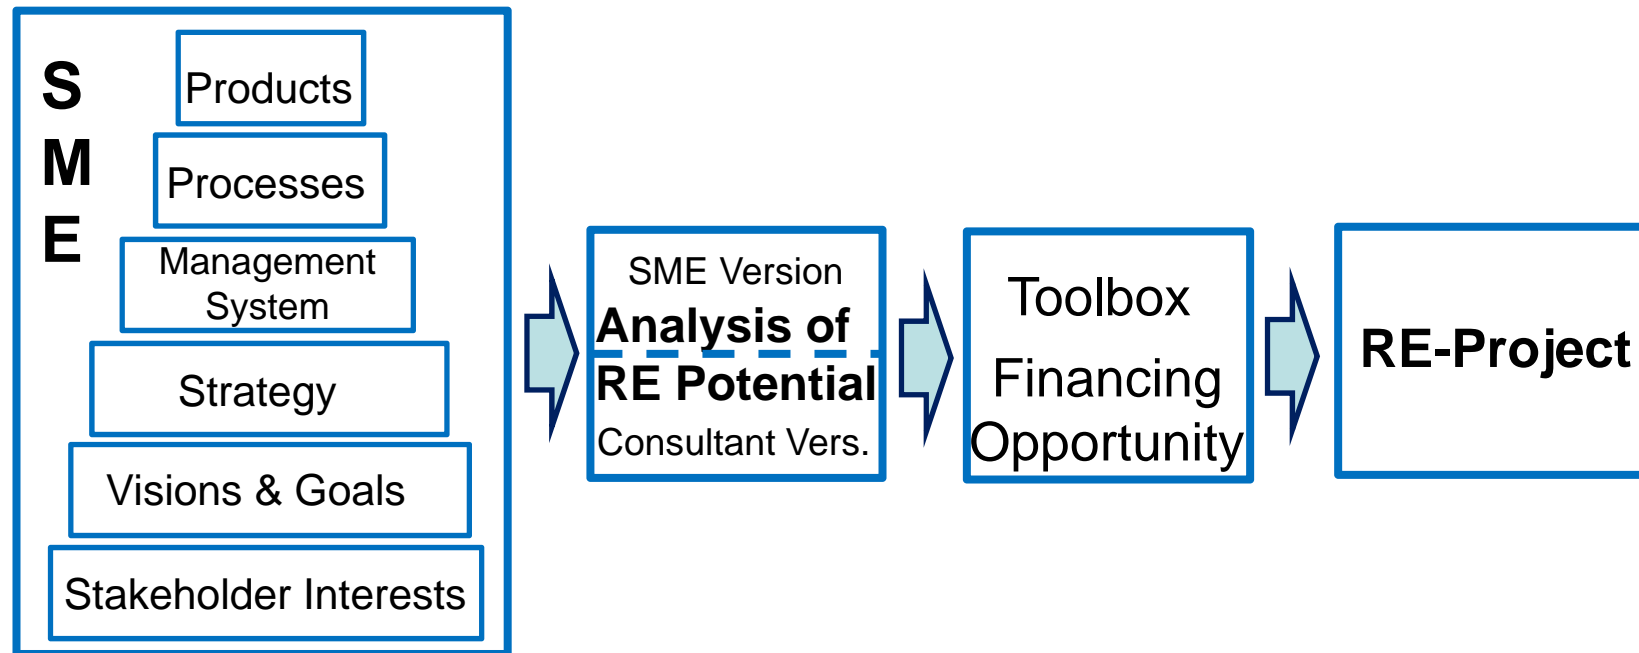 S
M
E
Products
Processes
Management
System
Strategy
Visions & Goals
Stakeholder Interests
SME Version
Analysis of
RE Potential
Consultant Vers.
Toolbox
Financing
Opportunity
RE-Project